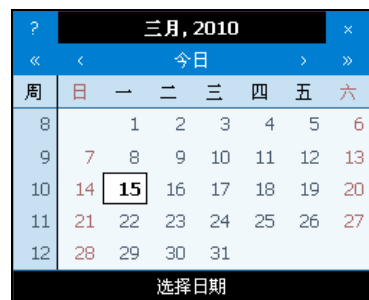 ? 三月, 2010 ×
« ‹ 今日 › »
周 日 一 二 三 四 五 六
8 1 2 3 4 5 6
9 7 8 9 10 11 12 13
10 14 15 16 17 18 19 20
11 21 22 23 24 25 26 27
12 28 29 30 31
选择日期